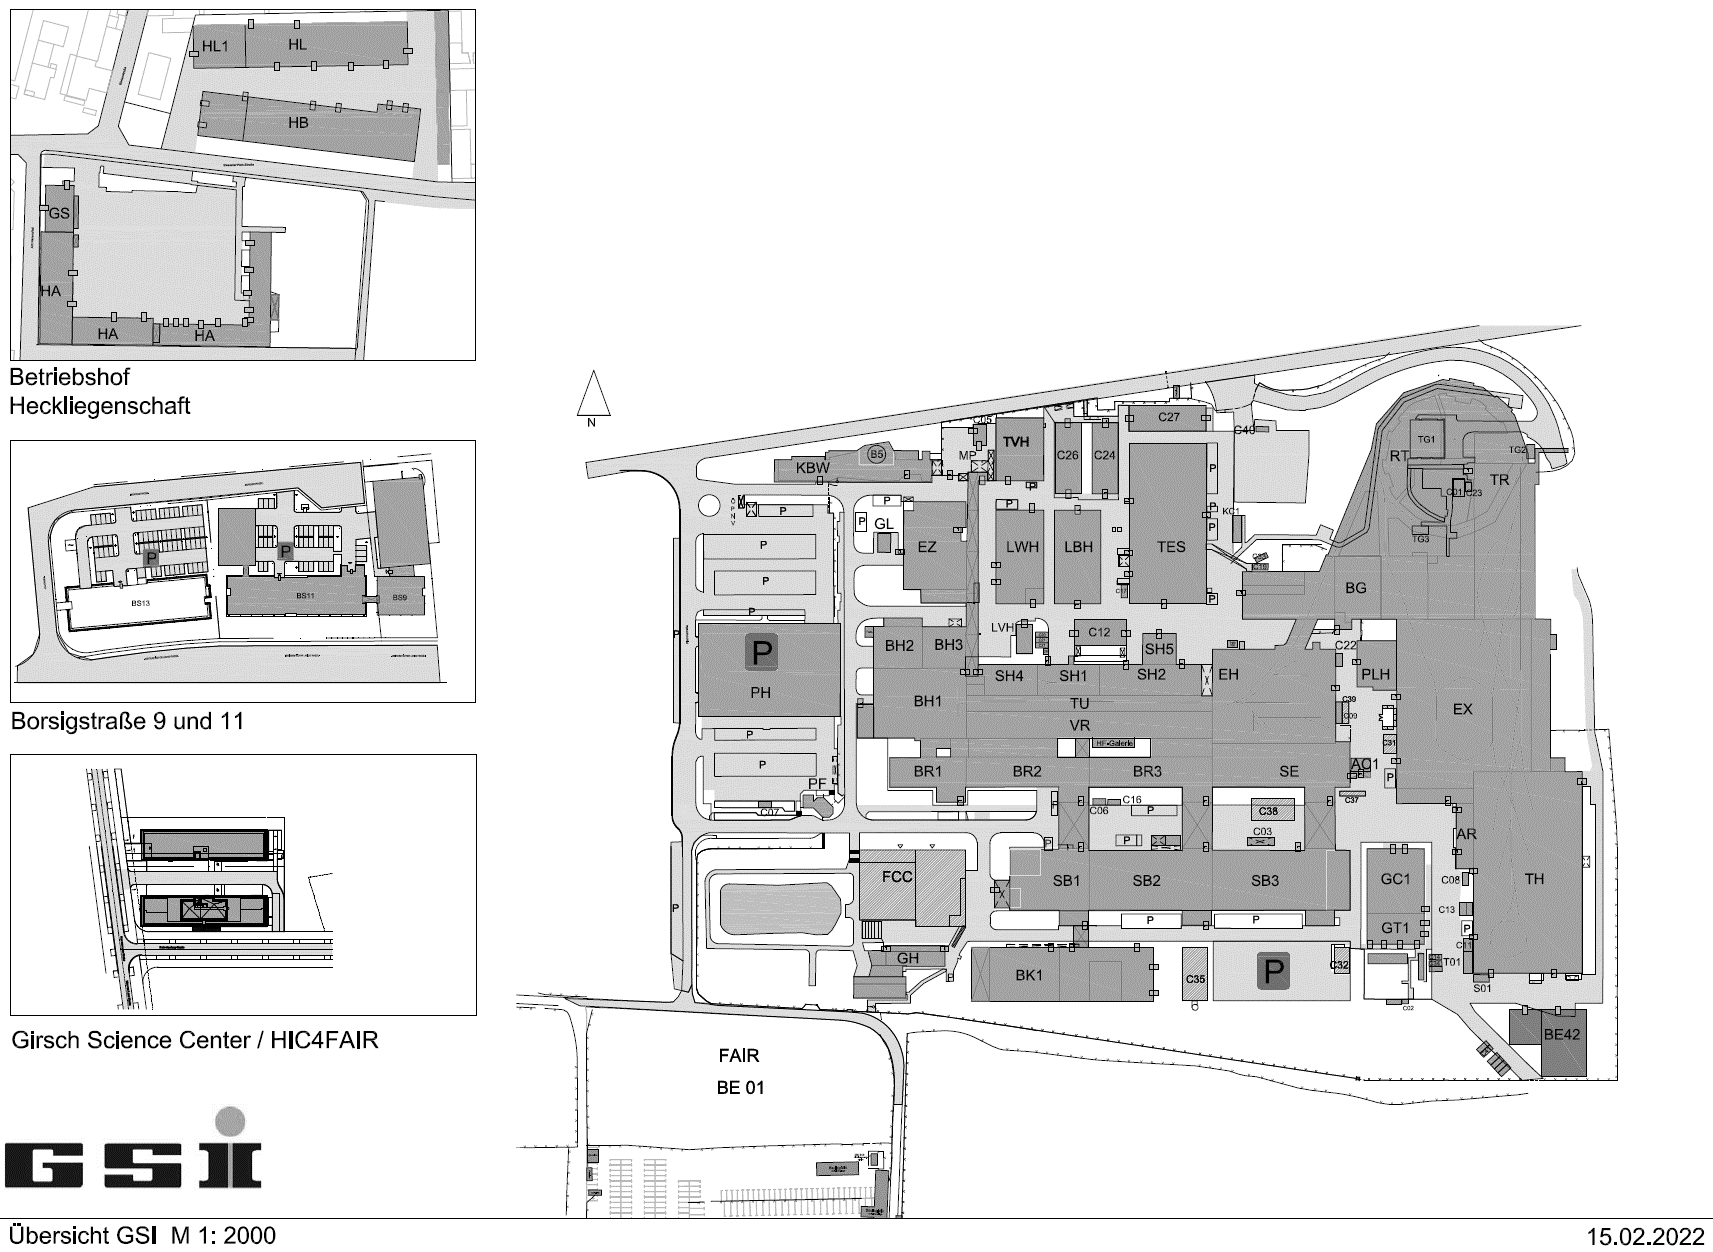 HL1
HL
HB
GS
HA
HA
HA
Betriebshof
Heckliegenschaft
P
P
BS13
BS11
BS9
Borsigstraße 9 und 11
Girsch Science Center / HIC4FAIR
GSI
N
C27
C05
TVH
C40
TG1
B5
MP
C26
C24
RT
TG2
KBW
P
TR
C01
C23
P
P
P
Ö
P
N
V
P
GL
P
KC1
EZ
LWH
LBH
TES
TG3
P
P
P
C17
BG
P
P
P
P
LVH
C12
BH2
BH3
SH5
C22
P
PH
SH4
SH1
SH2
EH
PLH
BH1
TU
C39
C09
EX
VR
P
HF-Galerie
C31
P
BR1
BR2
BR3
SE
AC1
P
PF
C37
C07
C06
C16
P
C38
C03
P
P
AR
FCC
SB1
SB2
SB3
GC1
C08
TH
P
C13
P
P
GT1
P
C11
GH
BK1
C35
P
C32
T01
S01
C02
BE42
FAIR
BE 01
Übersicht GSI M 1: 2000
15.02.2022